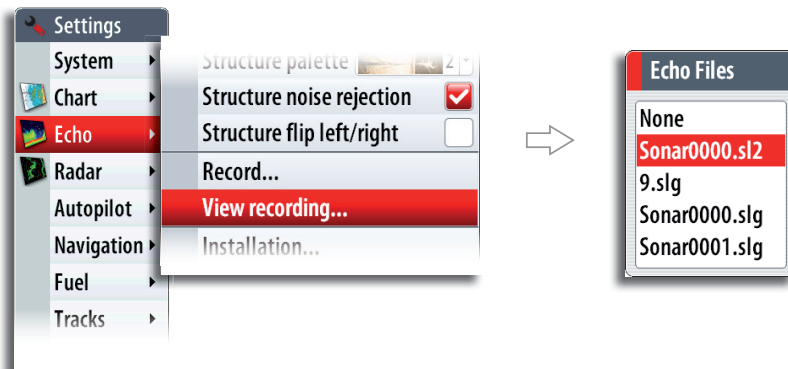 Settings
System
Chart
Echo
Radar
Autopilot
Navigation
Fuel
Tracks
Structure palette 2
Structure noise rejection
Structure flip left/right
Record...
View recording...
Installation...
Echo Files
None
Sonar0000.sl2
9.slg
Sonar0000.slg
Sonar0001.slg